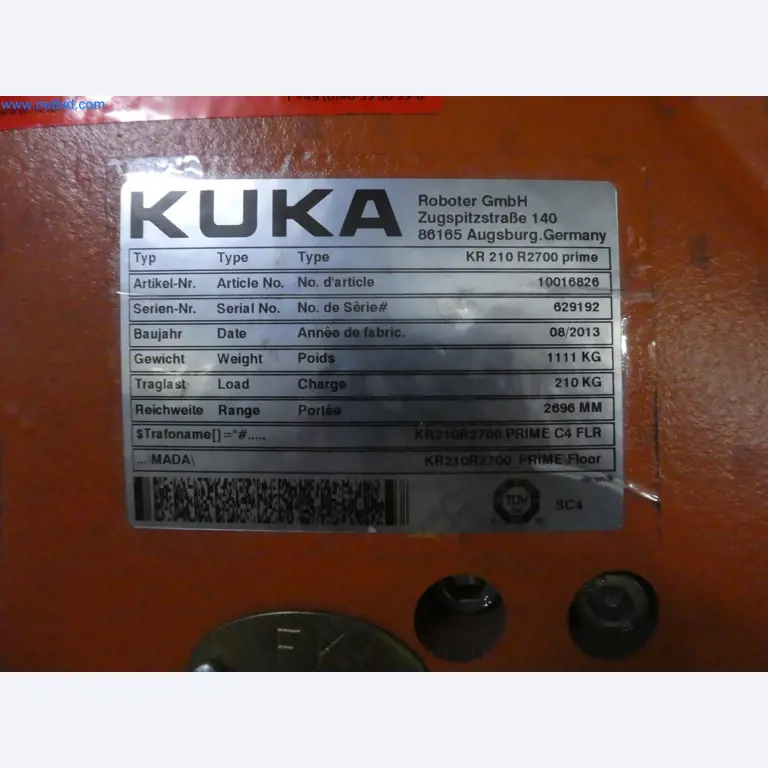 www.netbid.com
KUKA
Roboter GmbH
Zugspitzstraße 140
86165 Augsburg.Germany
Typ Type Type KR 210 R2700 prime
Artikel-Nr. Article No. No. d'article 10016826
Serien-Nr. Serial No. No. de Série# 629192
Baujahr Date Année de fabric. 08/2013
Gewicht Weight Poids 1111 KG
Traglast Load Charge 210 KG
Reichweite Range Portée 2696 MM
$Trafoname[]="#..... KR210R2700 PRIME C4 FLR
...\MADA\ KR210R2700_PRIME\Floor
TÜV
SC4